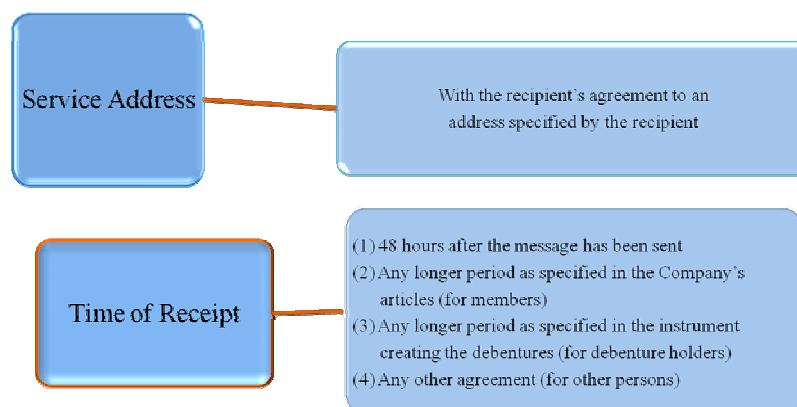 Service Address
With the recipient's agreement to an
address specified by the recipient
Time of Receipt
(1) 48 hours after the message has been sent
(2) Any longer period as specified in the Company's
articles (for members)
(3) Any longer period as specified in the instrument
creating the debentures (for debenture holders)
(4) Any other agreement (for other persons)